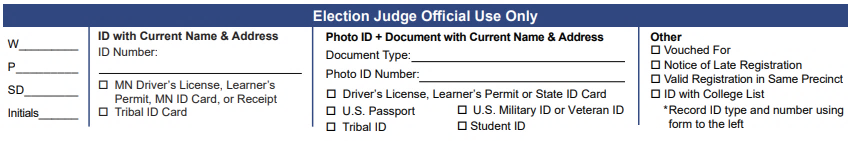 Election Judge Official Use Only
W_________
P_________
SD________
Initials______
ID with Current Name & Address
ID Number:
☐ MN Driver's License, Learner's
Permit, MN ID Card, or Receipt
☐ Tribal ID Card
Photo ID + Document with Current Name & Address
Document Type:
Photo ID Number:
☐ Driver's License, Learner's Permit or State ID Card
☐ U.S. Passport ☐ U.S. Military ID or Veteran ID
☐ Tribal ID ☐ Student ID
Other
☐ Vouched For
☐ Notice of Late Registration
☐ Valid Registration in Same Precinct
☐ ID with College List
*Record ID type and number using
form to the left